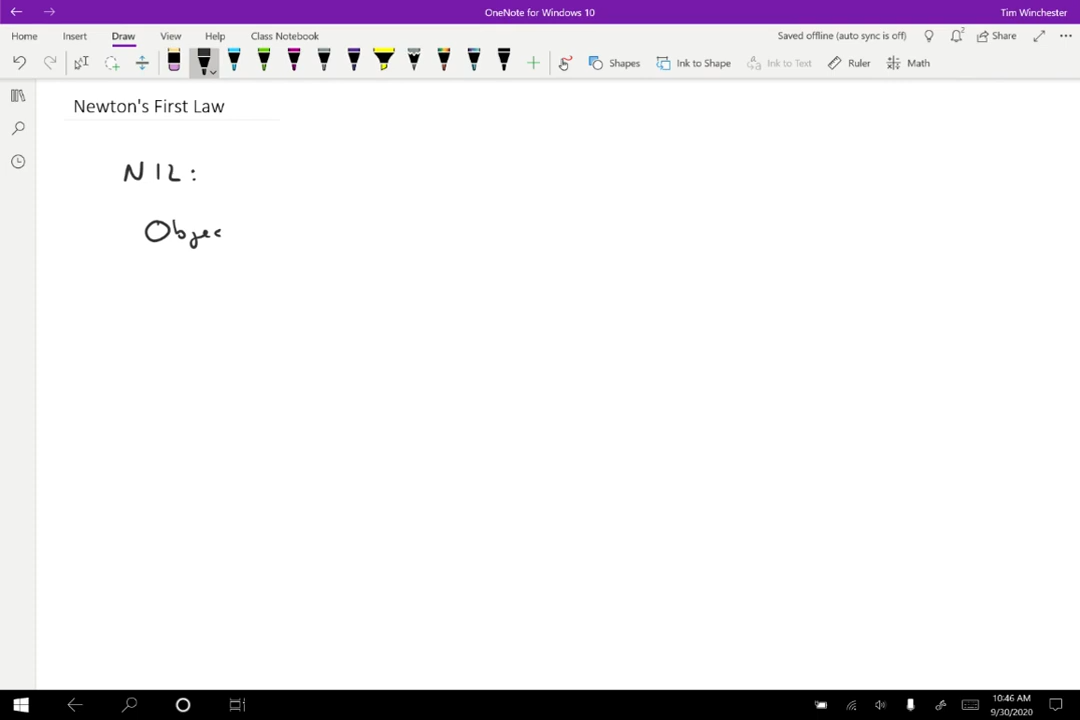 OneNote for Windows 10
Tim Winchester
Home Insert Draw View Help Class Notebook
Saved offline (auto sync is off) Share
Shapes Ink to Shape Ink to Text Ruler Math
Newton's First Law
N1L:
Objec
10:46 AM
9/30/2020